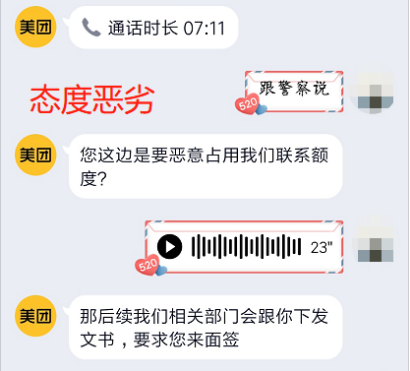 美团
通话时长 07:11
态度恶劣
跟警察说
520
美团
您这边是要恶意占用我们联系额
度?
23"
520
美团
那后续我们相关部门会跟你下发
文书，要求您来面签